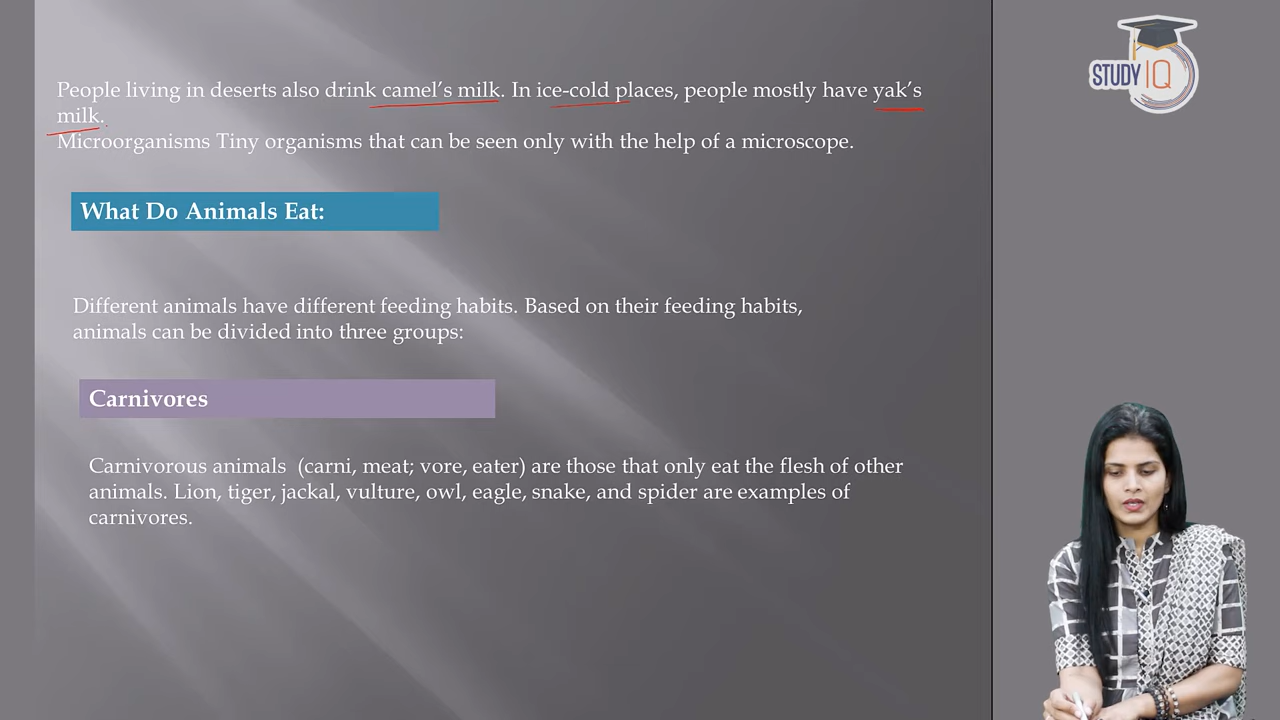 People living in deserts also drink camel’s milk. In ice-cold places, people mostly have yak’s
milk.
Microorganisms Tiny organisms that can be seen only with the help of a microscope.
What Do Animals Eat:
Different animals have different feeding habits. Based on their feeding habits,
animals can be divided into three groups:
Carnivores
Carnivorous animals  (carni, meat; vore, eater) are those that only eat the flesh of other
animals. Lion, tiger, jackal, vulture, owl, eagle, snake, and spider are examples of
carnivores.
STUDY IQ